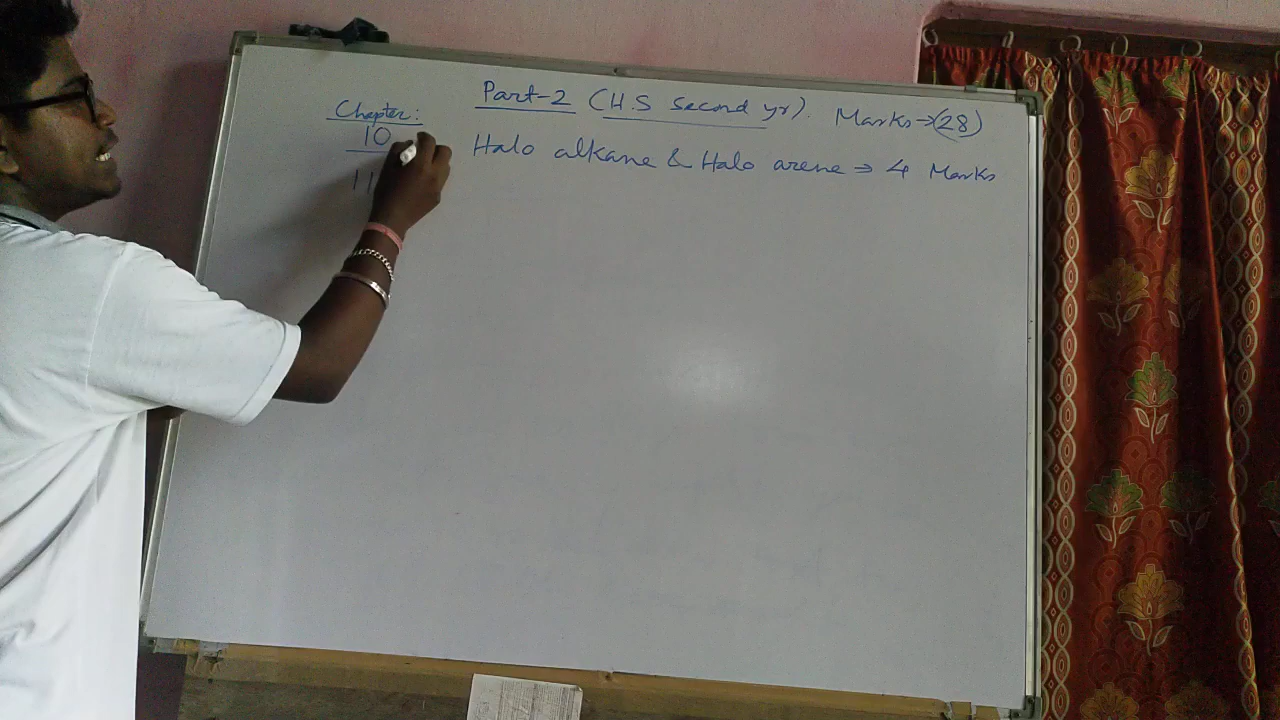 Part-2 (H.S Second yr). Marks→(28)
Chapter:
10 Halo alkane & Halo arene ⇒ 4 Marks
11